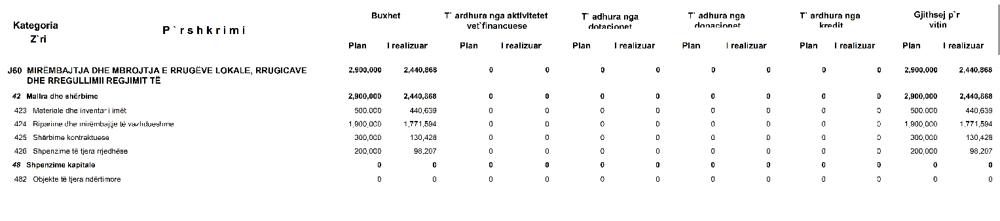 Kategoria Z`ri P`rshkrimi Buxhet T` ardhura nga aktivitetet vet`financuese T` adhura nga dotacionet T` adhura nga donacionet T` ardhura nga kredit Gjithsej p`r vitin
Plan I realizuar Plan I realizuar Plan I realizuar Plan I realizuar Plan I realizuar Plan I realizuar
J60 MIRËMBAJTJA DHE MBROJTJA E RRUGËVE LOKALE, RRUGICAVE 2,900,000 2,440,868 0 0 0 0 0 0 0 0 2,900,000 2,440,868
DHE RREGULLIMII REGJIMIT TË
42 Mallra dhe shërbime 2,900,000 2,440,868 0 0 0 0 0 0 0 0 2,900,000 2,440,868
423 Materiale dhe inventar i imët 500,000 440,639 0 0 0 0 0 0 0 0 500,000 440,639
424 Riparime dhe mirëmbajtje të vazhdueshme 1,900,000 1,771,594 0 0 0 0 0 0 0 0 1,900,000 1,771,594
425 Shërbime kontraktuese 300,000 130,428 0 0 0 0 0 0 0 0 300,000 130,428
426 Shpenzime të tjera rrjedhëse 200,000 98,207 0 0 0 0 0 0 0 0 200,000 98,207
48 Shpenzime kapitale 0 0 0 0 0 0 0 0 0 0 0 0
482 Objekte të tjera ndërtimore 0 0 0 0 0 0 0 0 0 0 0 0